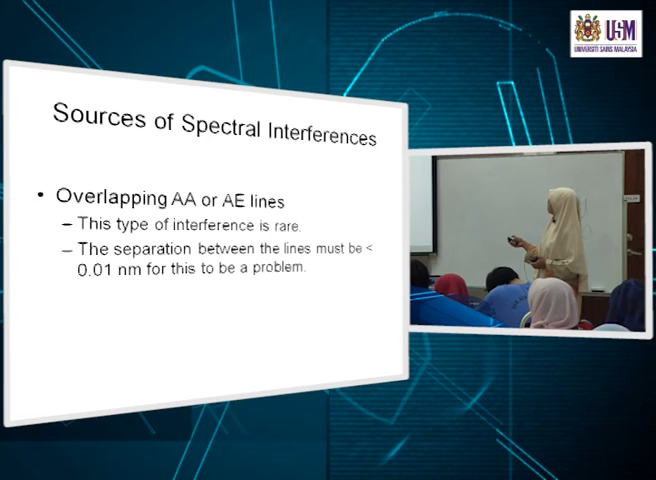 USM
UNIVERSITI SAINS MALAYSIA
Sources of Spectral Interferences
• Overlapping AA or AE lines
– This type of interference is rare.
– The separation between the lines must be <
0.01 nm for this to be a problem.